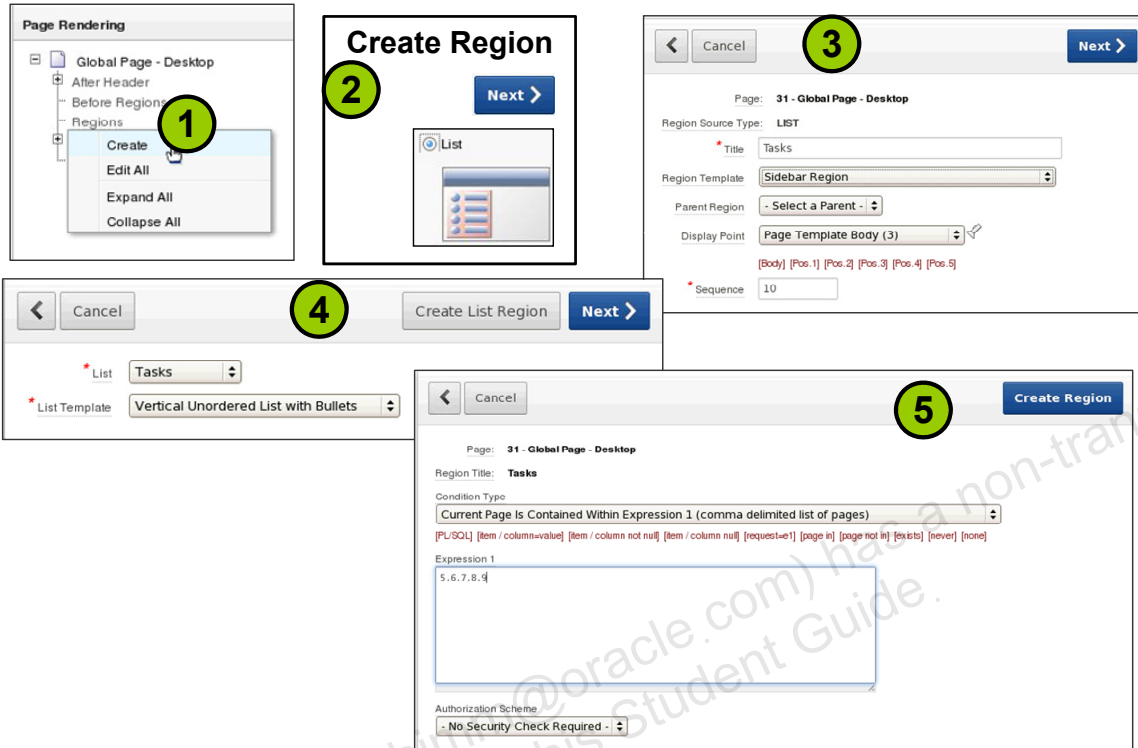 Page Rendering
Global Page - Desktop
After Header
Before Regions
Regions
1
Create
Edit All
Expand All
Collapse All
Create Region
2
Next
List
Cancel
3
Next
Page: 31 - Global Page - Desktop
Region Source Type: LIST
* Title Tasks
Region Template Sidebar Region
Parent Region - Select a Parent -
Display Point Page Template Body (3)
[Body] [Pos.1] [Pos.2] [Pos.3] [Pos.4] [Pos.5]
* Sequence 10
Cancel
4
Create List Region
Next
* List Tasks
* List Template Vertical Unordered List with Bullets
Cancel
5
Create Region
Page: 31 - Global Page - Desktop
Region Title: Tasks
Condition Type
Current Page Is Contained Within Expression 1 (comma delimited list of pages)
[PL/SQL] [item / column=value] [item / column not null] [item / column null] [request=e1] [page in] [page not in] [exists] [never] [none]
Expression 1
5.6.7.8.9
Authorization Scheme
- No Security Check Required -
@oracle.com) has a non-tran
Student Guide.